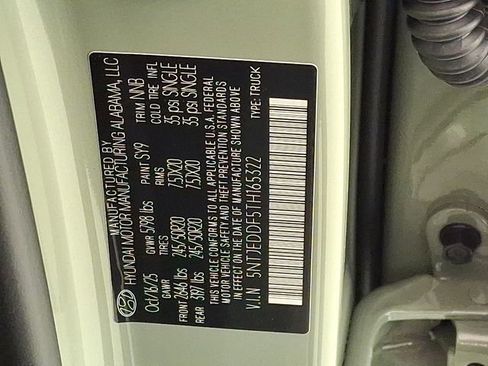 MANUFACTURED BY
HYUNDAI MOTOR MANUFACTURING ALABAMA, LLC
Oct/16/25 GVWR 5798 lbs PAINT SY9 TRIM NNB
GAWR TIRES COLD TIRE INFL
FRONT 2646 lbs 245/50R20 7.5JX20 35 psi SINGLE
REAR 3197 lbs 245/50R20 7.5JX20 35 psi SINGLE
THIS VEHICLE CONFORMS TO ALL APPLICABLE U.S.A. FEDERAL
MOTOR VEHICLE SAFETY AND THEFT PREVENTION STANDARDS
IN EFFECT ON THE DATE OF MANUFACTURE SHOWN ABOVE
V.I.N 5NTJEDDF5TH165322 TYPE:TRUCK